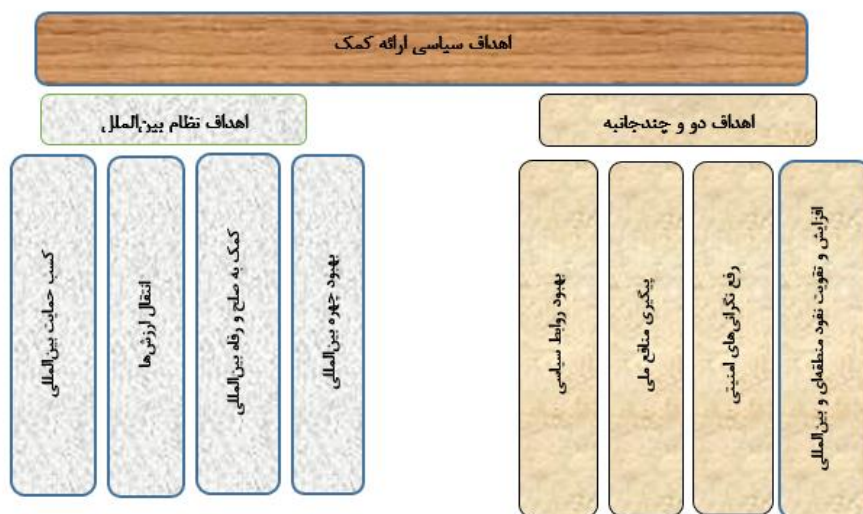 اهداف سیاسی ارائه کمک
اهداف دو و چندجانبه
افزایش و تقویت نفوذ منطقه‌ای و بین‌المللی
رفع نگرانی‌های امنیتی
پیگیری منافع ملی
بهبود روابط سیاسی
اهداف نظام بین‌الملل
بهبود چهره بین‌المللی
کمک به صلح و رفاه بین‌المللی
انتقال ارزش‌ها
کسب حمایت بین‌المللی